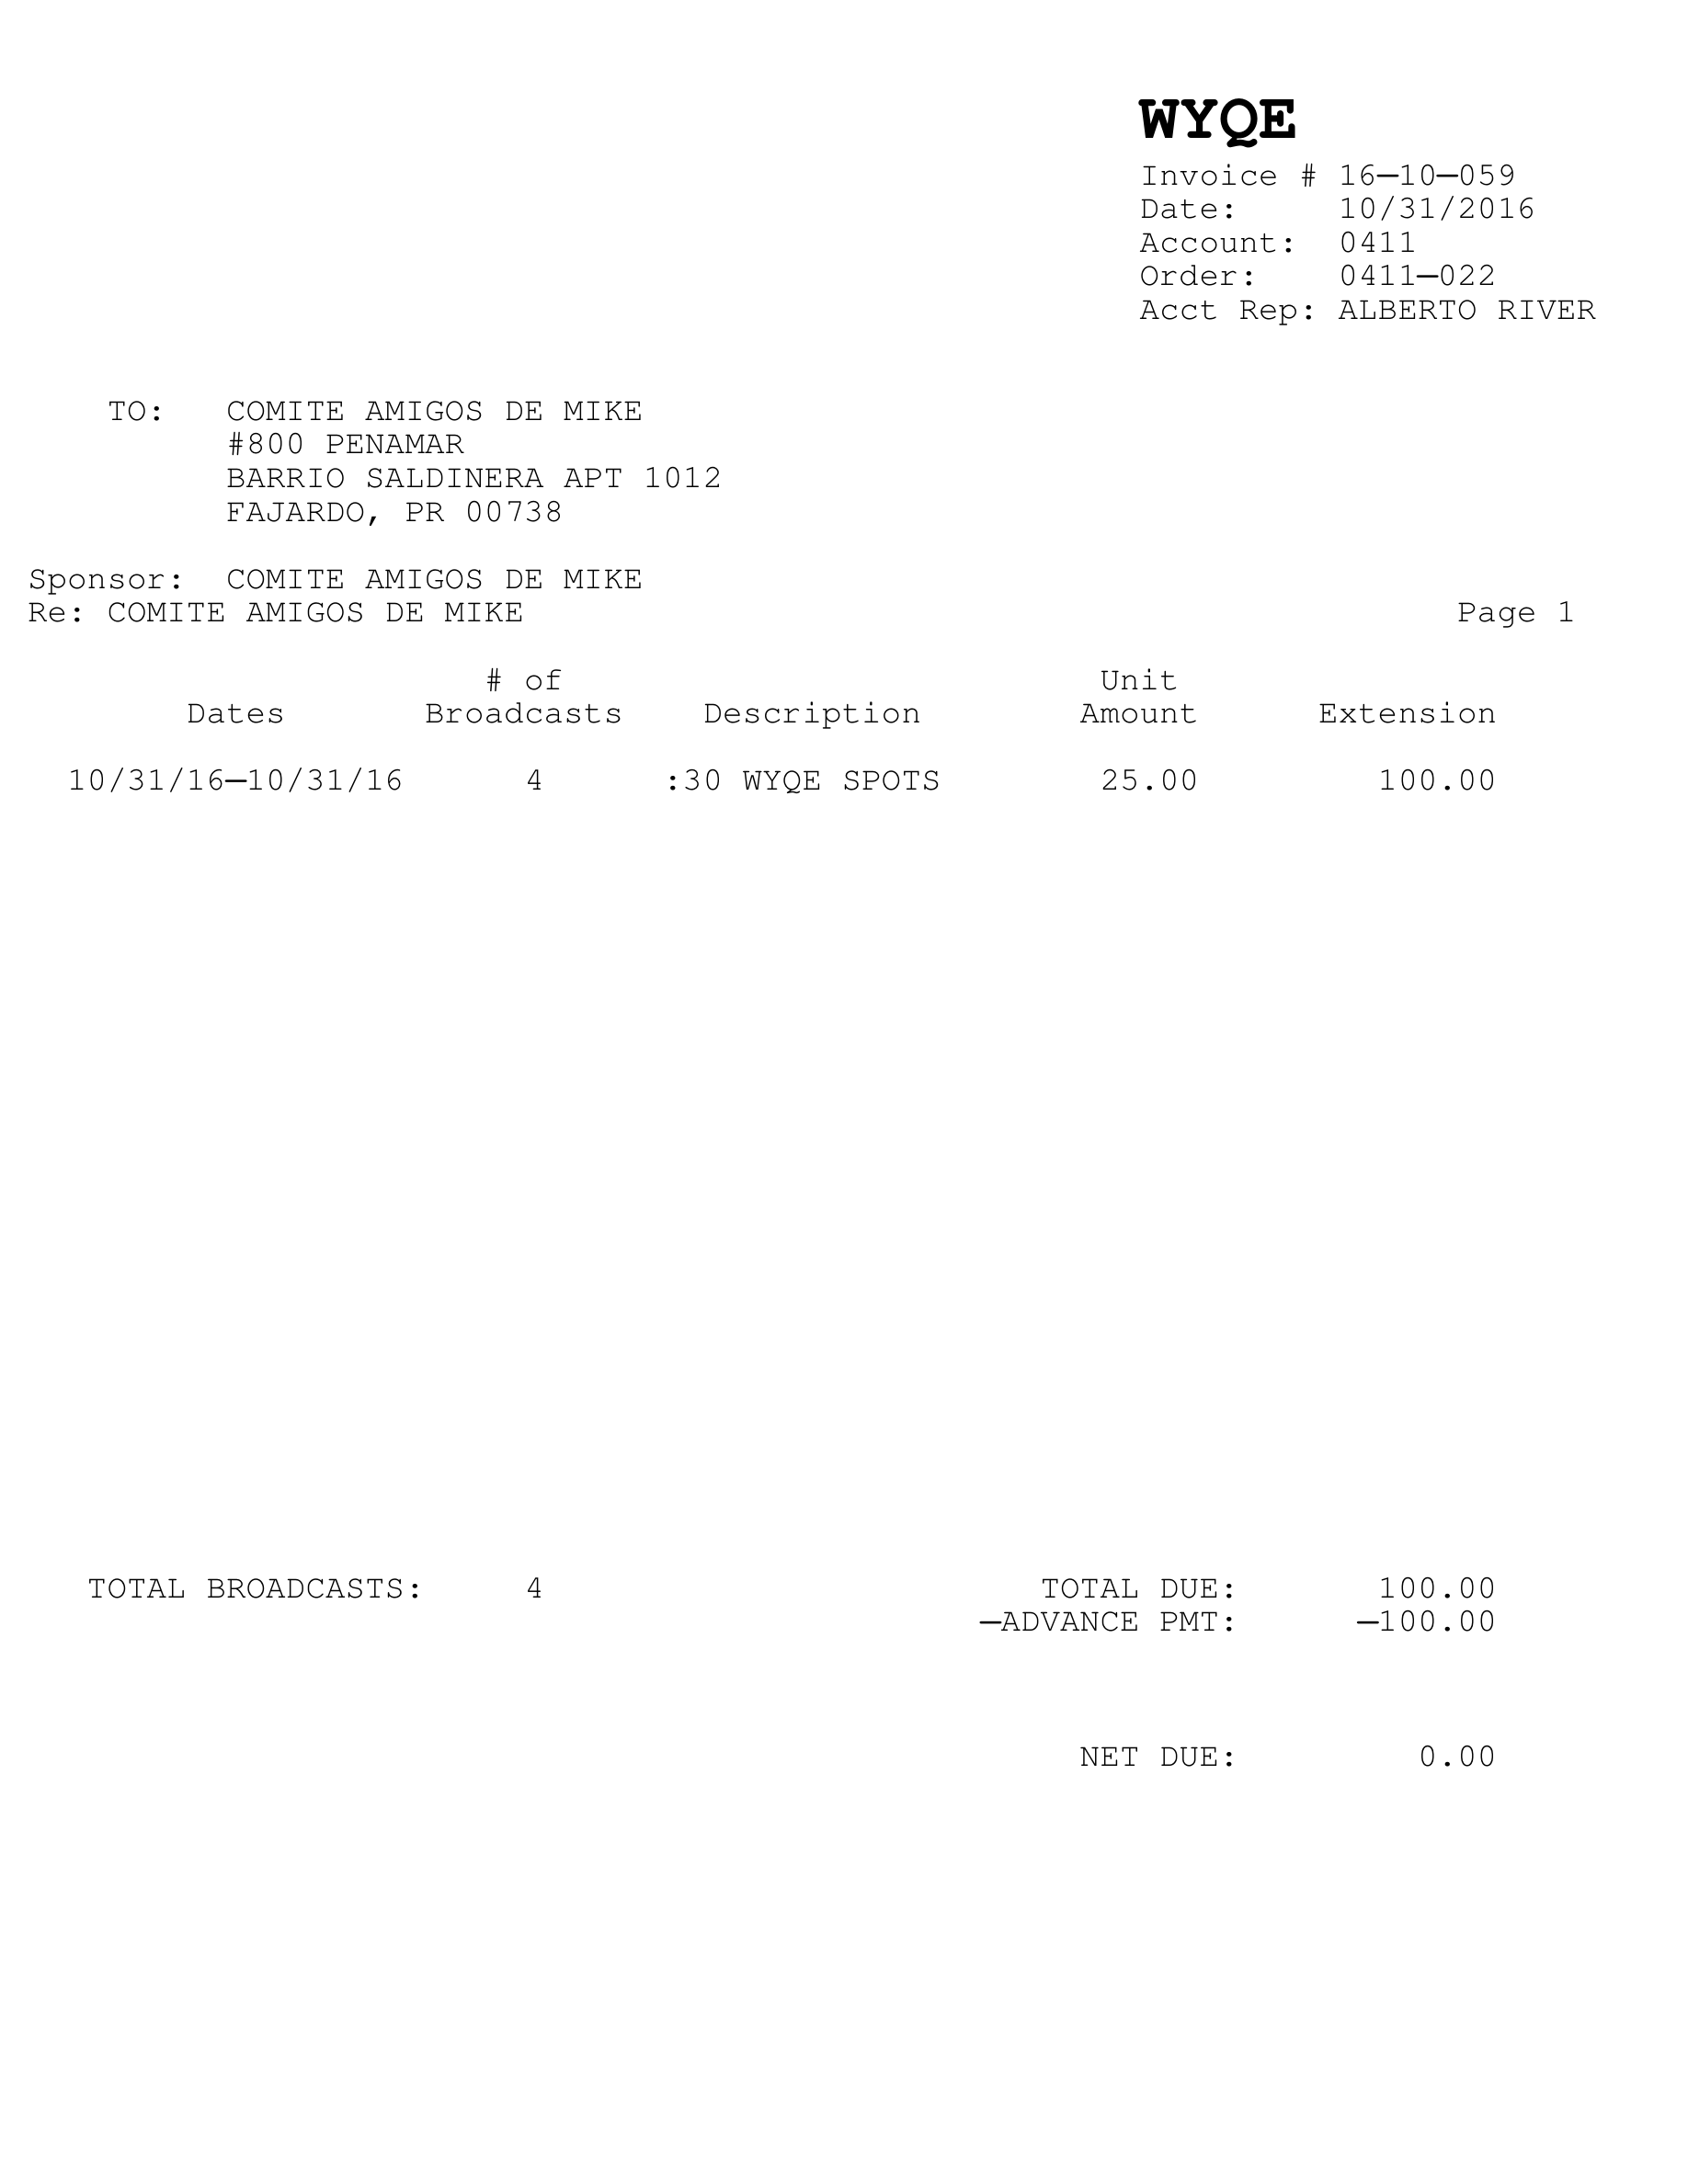 WYQE
Invoice # 16-10-059
Date: 10/31/2016
Account: 0411
Order: 0411-022
Acct Rep: ALBERTO RIVER
TO: COMITE AMIGOS DE MIKE
#800 PENAMAR
BARRIO SALDINERA APT 1012
FAJARDO, PR 00738
Sponsor: COMITE AMIGOS DE MIKE
Re: COMITE AMIGOS DE MIKE Page 1
# of Unit
Dates Broadcasts Description Amount Extension
10/31/16-10/31/16 4 :30 WYQE SPOTS 25.00 100.00
TOTAL BROADCASTS: 4 TOTAL DUE: 100.00
-ADVANCE PMT: -100.00
NET DUE: 0.00